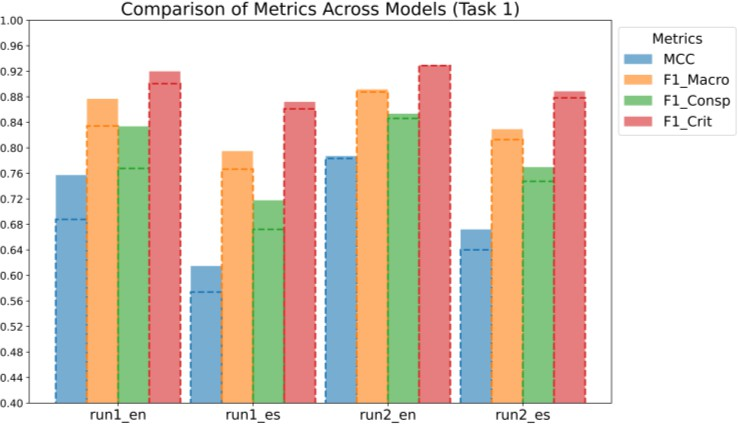 Comparison of Metrics Across Models (Task 1)
1.00
0.96
0.92
0.88
0.84
0.80
0.76
0.72
0.68
0.64
0.60
0.56
0.52
0.48
0.44
0.40
run1_en
run1_es
run2_en
run2_es
Metrics
MCC
F1_Macro
F1_Consp
F1_Crit